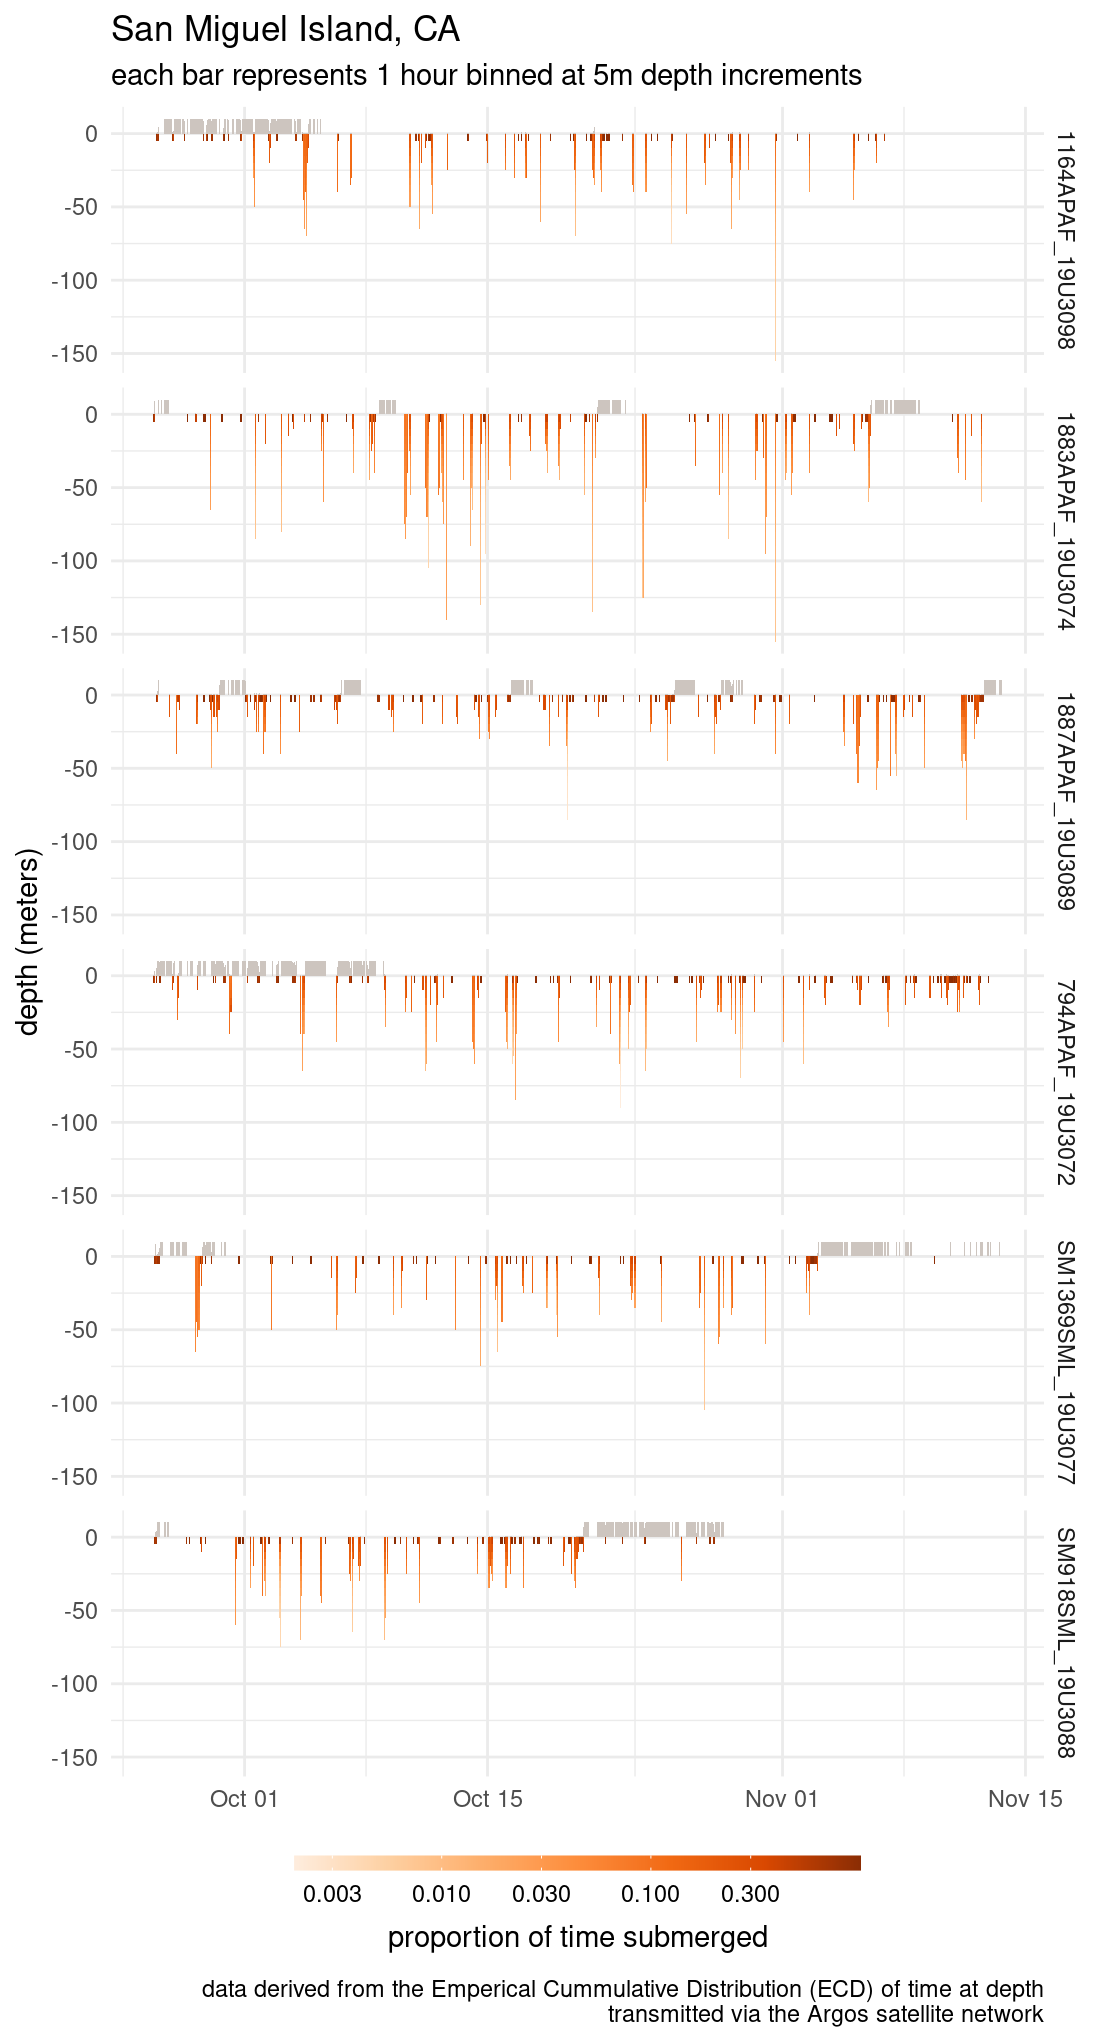 San Miguel Island, CA
each bar represents 1 hour binned at 5m depth increments
depth (meters)
0
-50
-100
-150
1164APAF_19U3098
0
-50
-100
-150
1883APAF_19U3074
0
-50
-100
-150
1887APAF_19U3089
0
-50
-100
-150
794APAF_19U3072
0
-50
-100
-150
SM1369SML_19U3077
0
-50
-100
-150
SM918SML_19U3088
Oct 01 Oct 15 Nov 01 Nov 15
0.003 0.010 0.030 0.100 0.300
proportion of time submerged
data derived from the Emperical Cummulative Distribution (ECD) of time at depth
transmitted via the Argos satellite network